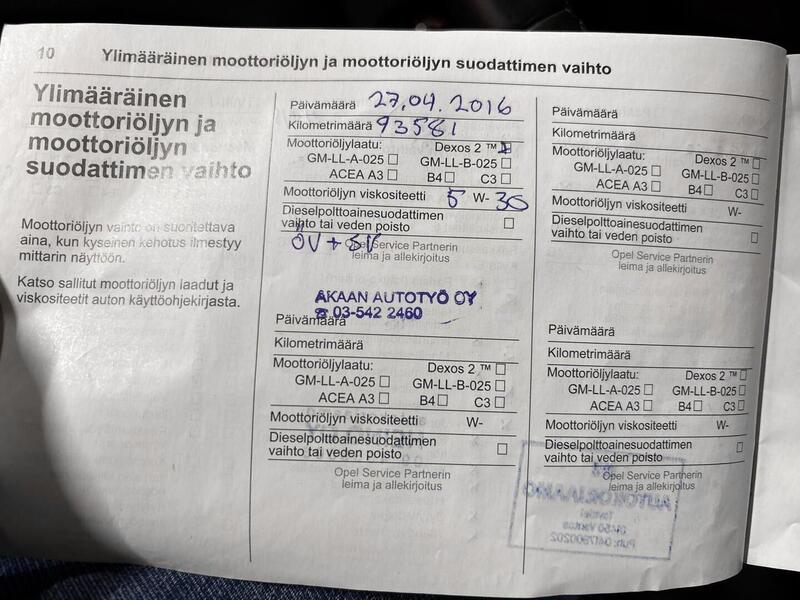 10 Ylimääräinen moottoriöljyn ja moottoriöljyn suodattimen vaihto
Ylimääräinen
moottoriöljyn ja
moottoriöljyn
suodattimen vaihto
Moottoriöljyn vaihto on suoritettava
aina, kun kyseinen kehotus ilmestyy
mittarin näyttöön.
Katso sallitut moottoriöljyn laadut ja
viskositeetit auton käyttöohjekirjasta.
Päivämäärä 27.04.2016
Kilometrimäärä 93581
Moottoriöljylaatu: Dexos 2 ™
GM-LL-A-025 □ GM-LL-B-025 □
ACEA A3 □ B4 □ C3 □
Moottoriöljyn viskositeetti 5 W- 30
Dieselpolttoainesuodattimen
vaihto tai veden poisto □
ÖV + SV
Opel Service Partnerin
leima ja allekirjoitus
AKAAN AUTOTYÖ OY
☎ 03-542 2460
Päivämäärä
Kilometrimäärä
Moottoriöljylaatu: Dexos 2 ™ □
GM-LL-A-025 □ GM-LL-B-025 □
ACEA A3 □ B4 □ C3 □
Moottoriöljyn viskositeetti W-
Dieselpolttoainesuodattimen
vaihto tai veden poisto □
Opel Service Partnerin
leima ja allekirjoitus
Päivämäärä
Kilometrimäärä
Moottoriöljylaatu: Dexos 2 ™ □
GM-LL-A-025 □ GM-LL-B-025 □
ACEA A3 □ B4 □ C3 □
Moottoriöljyn viskositeetti W-
Dieselpolttoainesuodattimen
vaihto tai veden poisto □
Opel Service Partnerin
leima ja allekirjoitus
Päivämäärä
Kilometrimäärä
Moottoriöljylaatu: Dexos 2 ™ □
GM-LL-A-025 □ GM-LL-B-025 □
ACEA A3 □ B4 □ C3 □
Moottoriöljyn viskositeetti W-
Dieselpolttoainesuodattimen
vaihto tai veden poisto □
Opel Service Partnerin
leima ja allekirjoitus